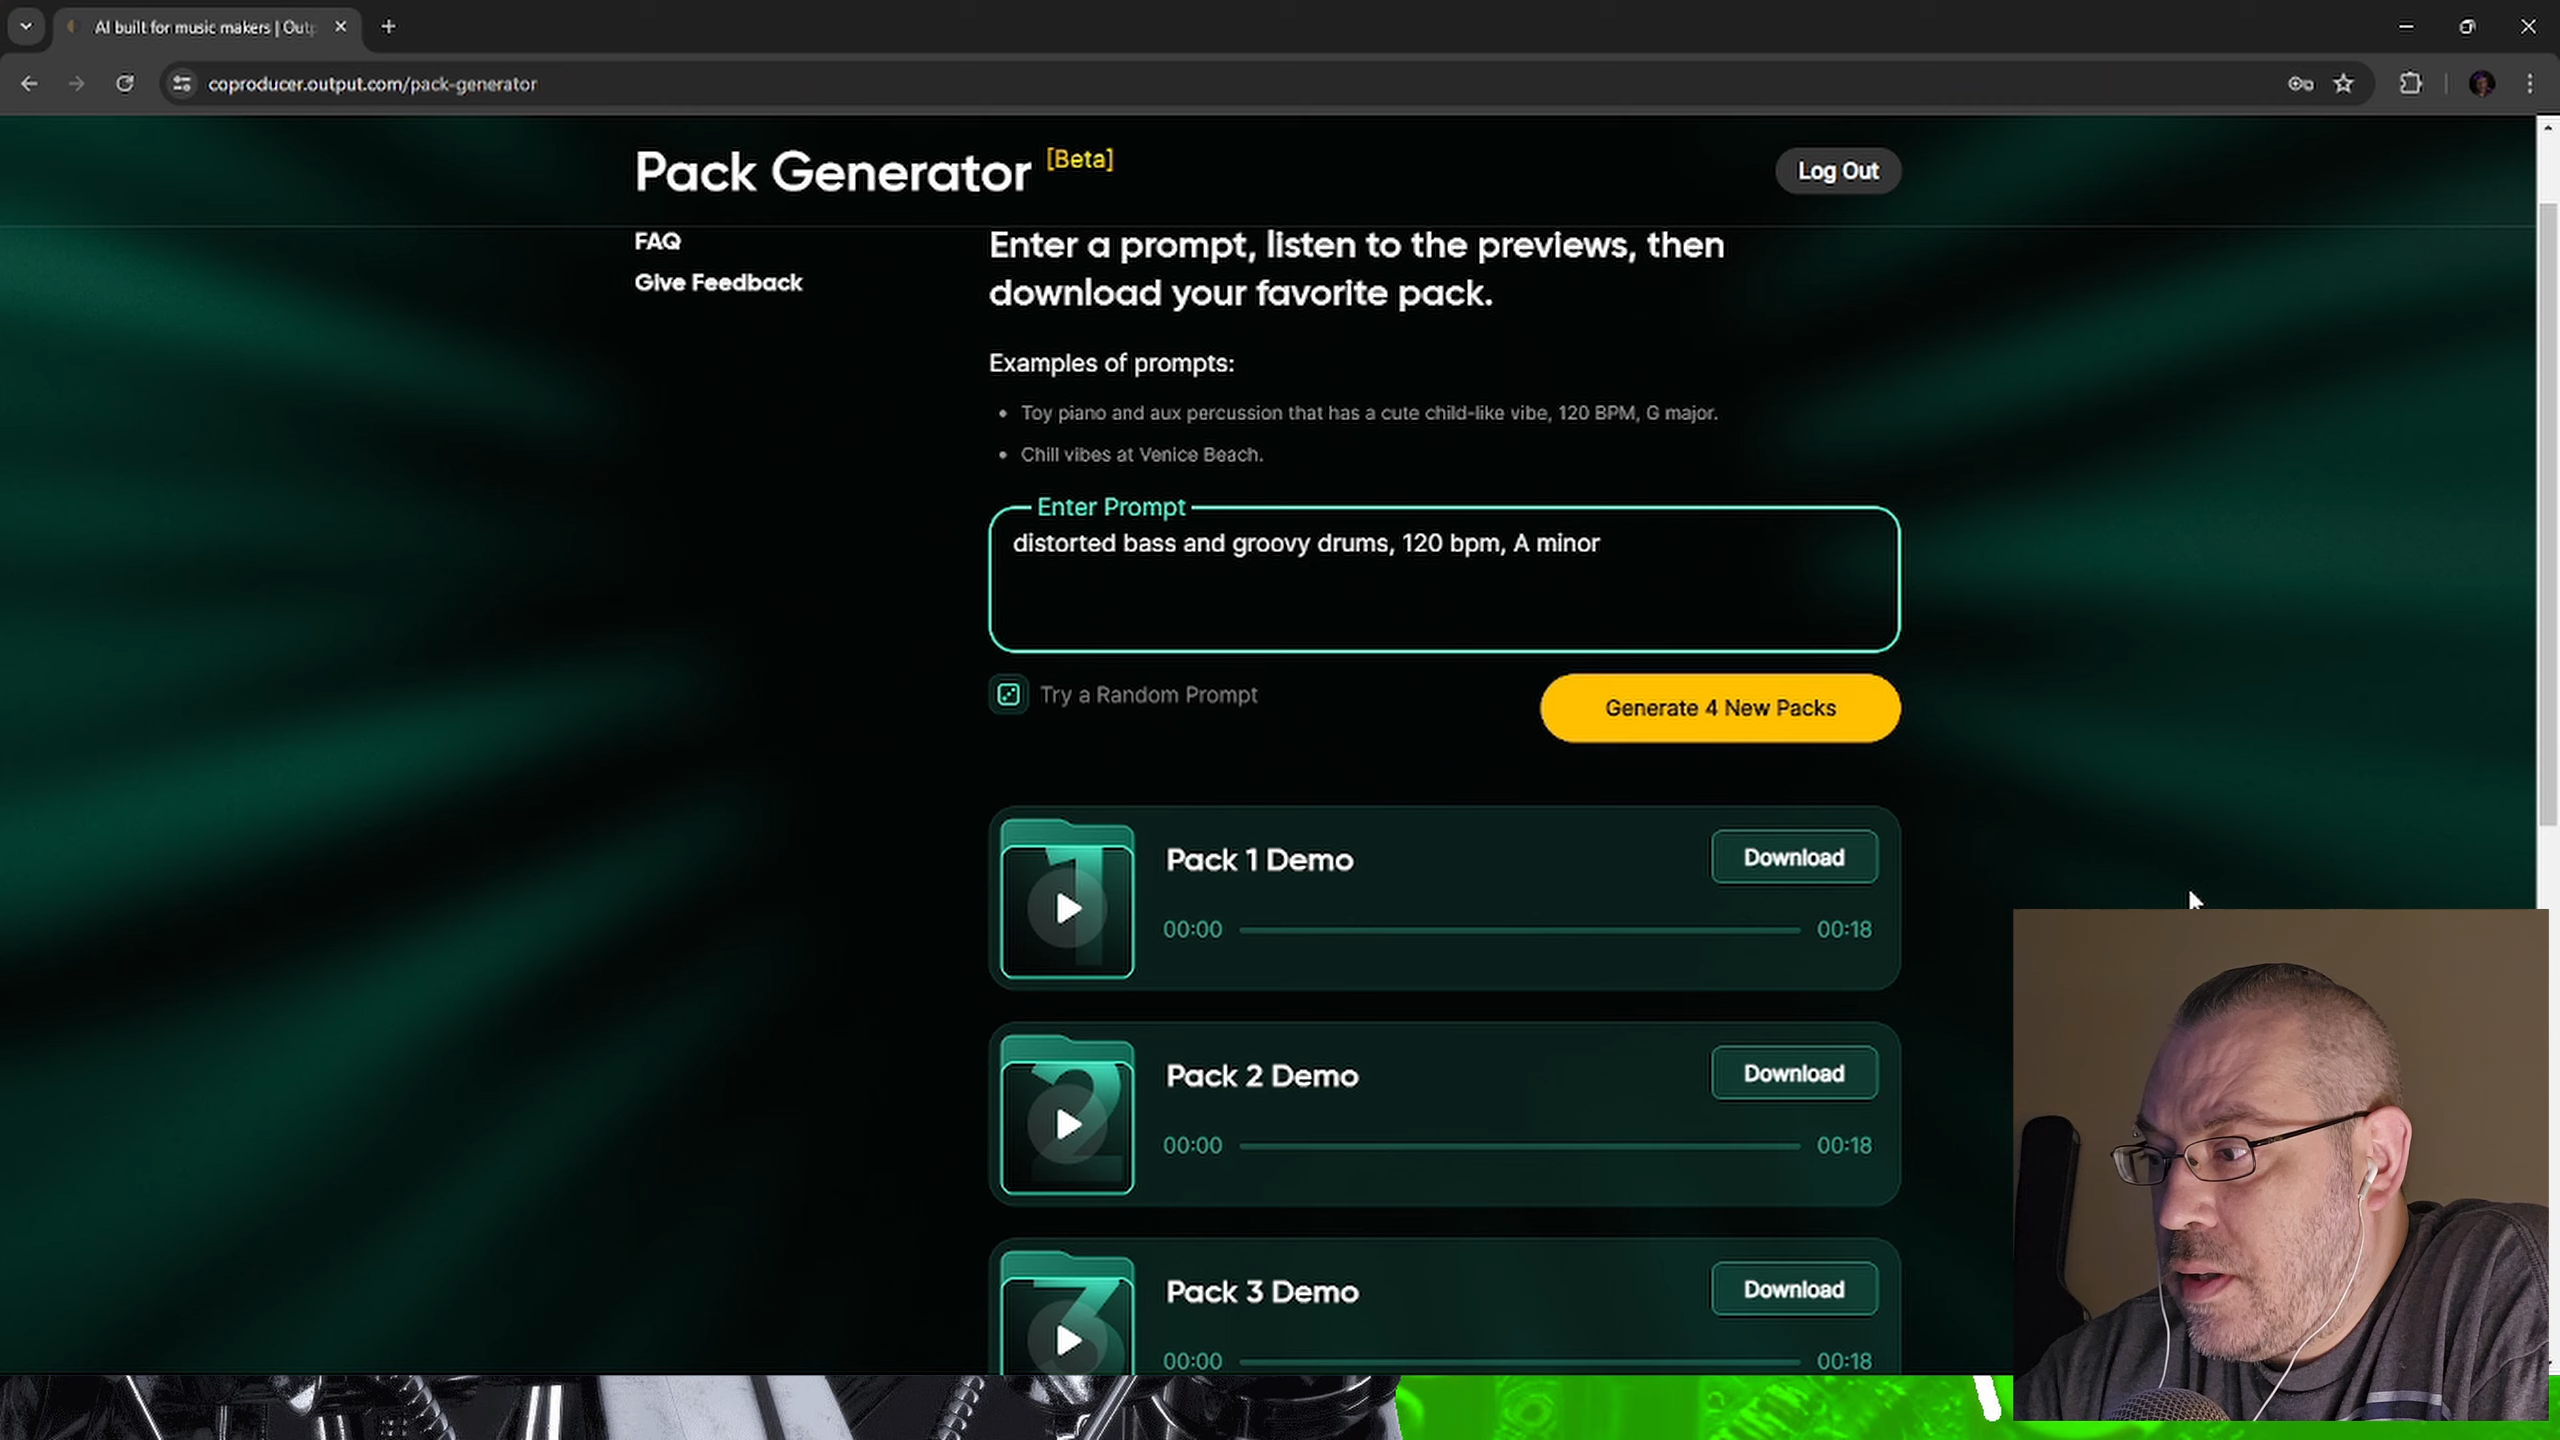 AI built for music makers | Outp
coproducer.output.com/pack-generator
Pack Generator [Beta]
Log Out
FAQ
Give Feedback
Enter a prompt, listen to the previews, then
download your favorite pack.
Examples of prompts:
• Toy piano and aux percussion that has a cute child-like vibe, 120 BPM, G major.
• Chill vibes at Venice Beach.
Enter Prompt
distorted bass and groovy drums, 120 bpm, A minor
Try a Random Prompt
Generate 4 New Packs
1
Pack 1 Demo
Download
00:00
00:18
2
Pack 2 Demo
Download
00:00
00:18
3
Pack 3 Demo
Download
00:00
00:18